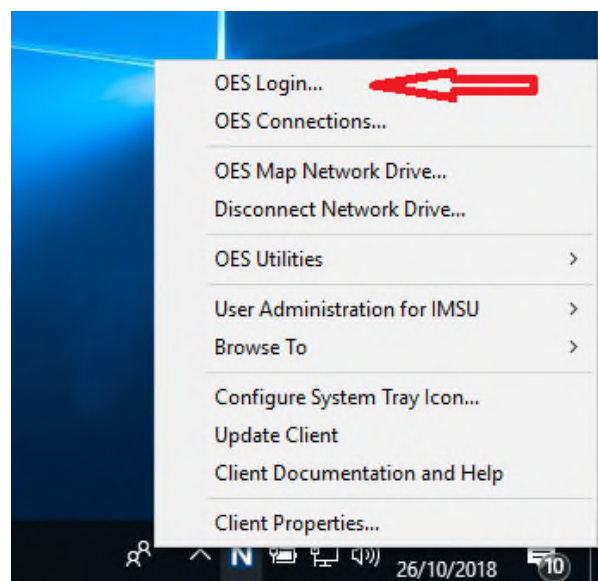 OES Login...
OES Connections...
OES Map Network Drive...
Disconnect Network Drive...
OES Utilities
User Administration for IMSU
Browse To
Configure System Tray Icon...
Update Client
Client Documentation and Help
Client Properties...
N
26/10/2018
10